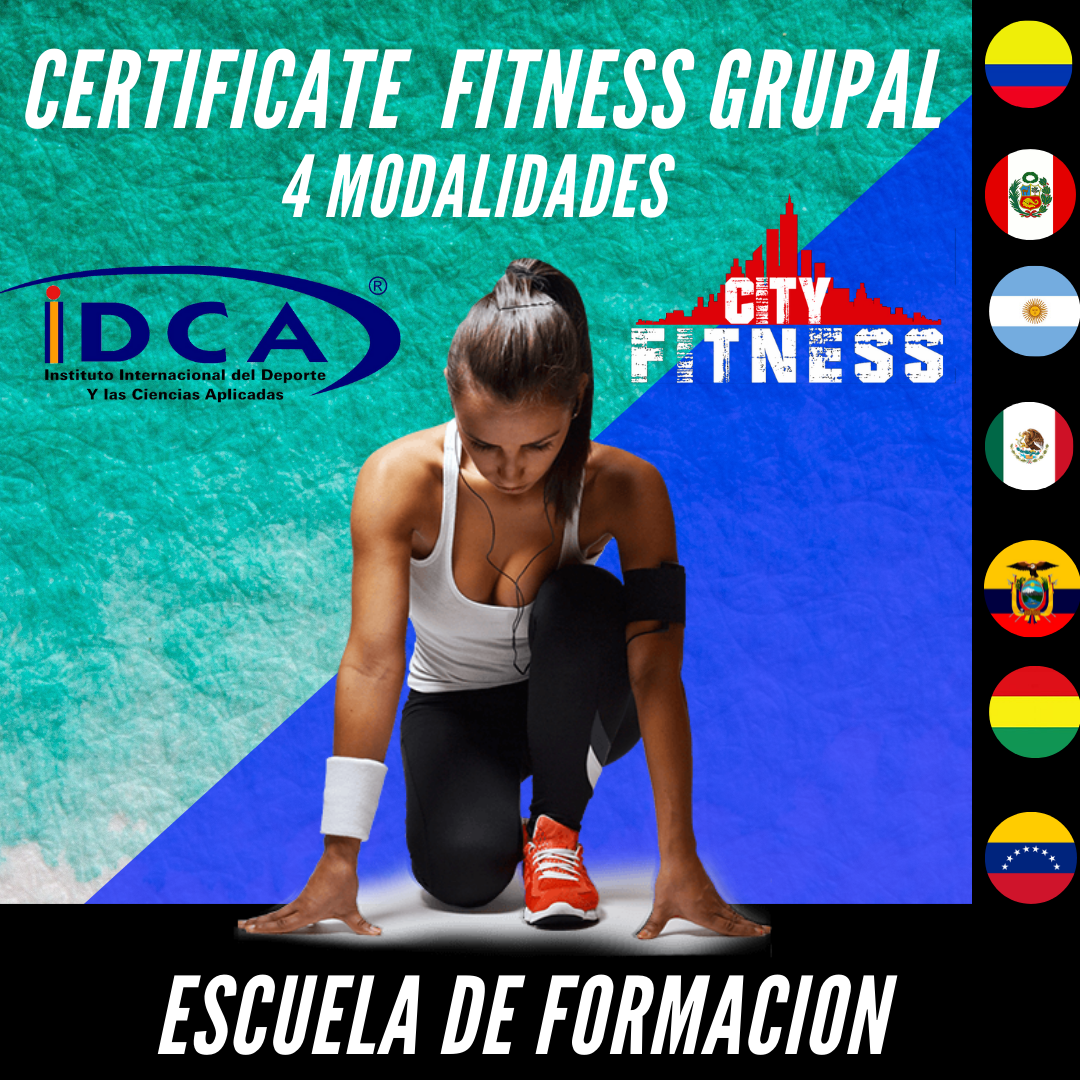 CERTIFICATE FITNESS GRUPAL
4 MODALIDADES
iDCA ®
Instituto Internacional del Deporte
Y las Ciencias Aplicadas
CITY
FITNESS
ESCUELA DE FORMACION